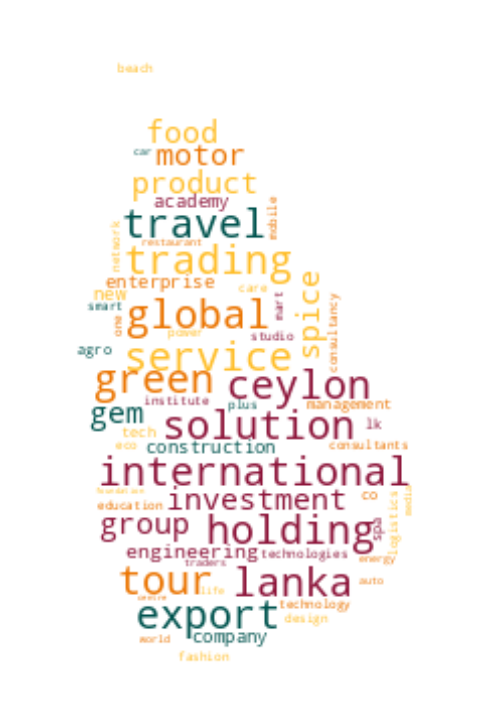 beach
food
car
motor
product
academy
travel
mobile
network
restaurant
trading
enterprise
care
spice
new
smart
one
global
mart
consultancy
power
studio
agro
service
green
ceylon
institute
plus
management
gem
solution
lk
tech
eco
construction
consultants
international
foundation
investment
co
media
education
logistics
group
holding
spa
engineering
technologies
traders
energy
tour
lanka
auto
life
centre
export
technology
design
world
company
fashion